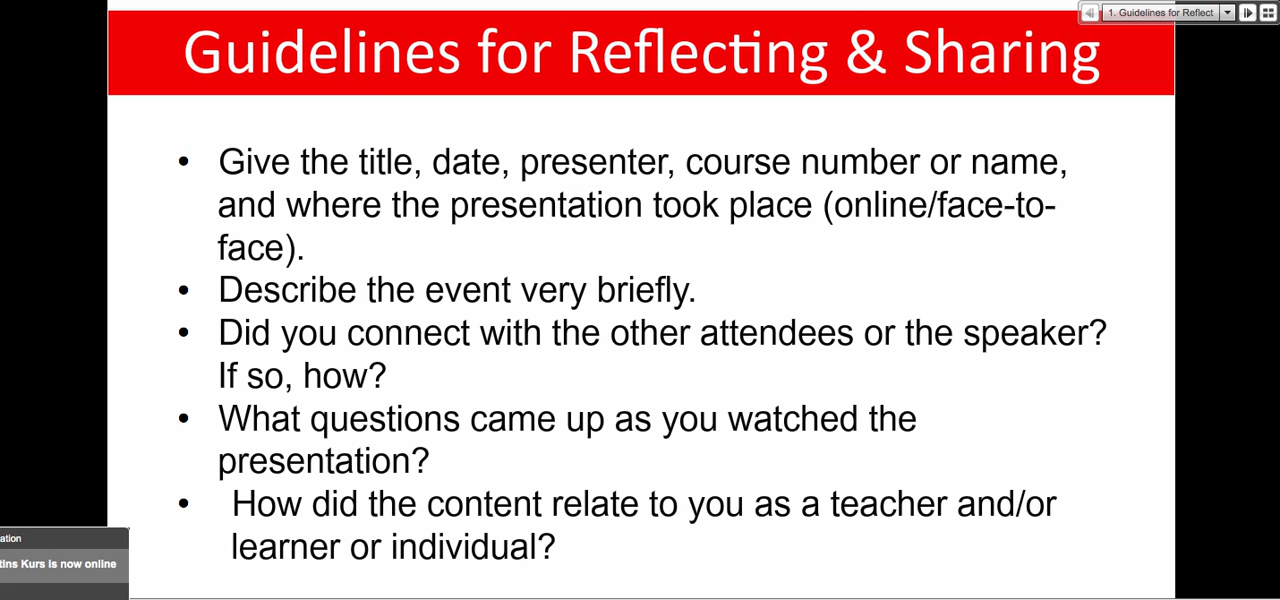 1. Guidelines for Reflect
Guidelines for Reflecting & Sharing
• Give the title, date, presenter, course number or name,
and where the presentation took place (online/face-to-
face).
• Describe the event very briefly.
• Did you connect with the other attendees or the speaker?
If so, how?
• What questions came up as you watched the
presentation?
• How did the content relate to you as a teacher and/or
learner or individual?
ation
tins Kurs is now online